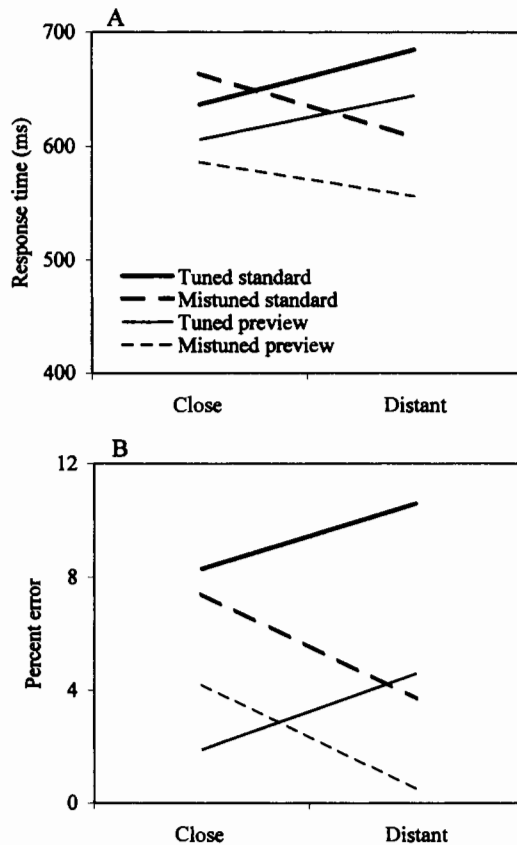 A
700
600
500
400
Response time (ms)
Tuned standard
Mistuned standard
Tuned preview
Mistuned preview
Close Distant
B
12
8
4
0
Percent error
Close Distant